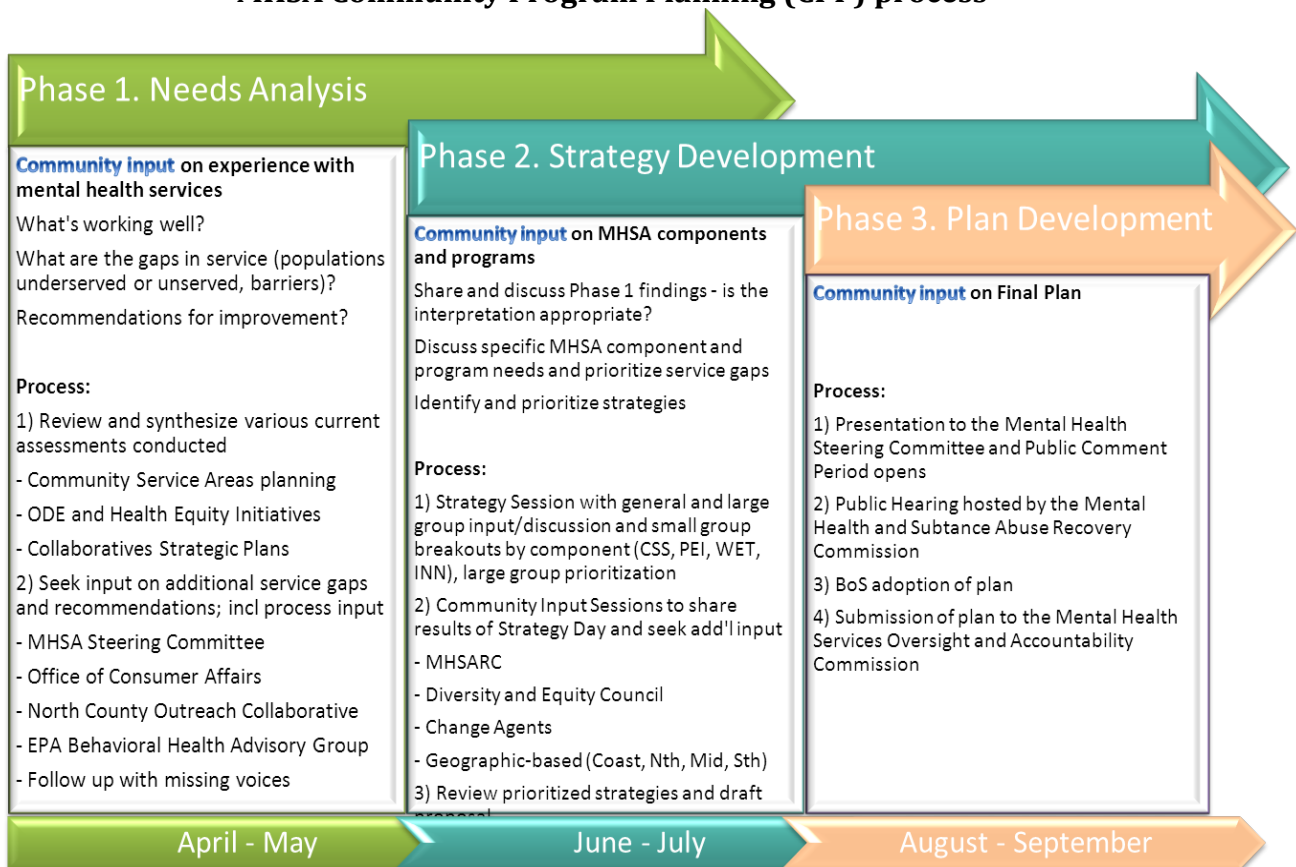 MHSA Community Program Planning (CPP) process
Phase 1. Needs Analysis
Community input on experience with
mental health services
What's working well?
What are the gaps in service (populations
underserved or unserved, barriers)?
Recommendations for improvement?
Process:
1) Review and synthesize various current
assessments conducted
- Community Service Areas planning
- ODE and Health Equity Initiatives
- Collaboratives Strategic Plans
2) Seek input on additional service gaps
and recommendations; incl process input
- MHSA Steering Committee
- Office of Consumer Affairs
- North County Outreach Collaborative
- EPA Behavioral Health Advisory Group
- Follow up with missing voices
April - May
Phase 2. Strategy Development
Community input on MHSA components
and programs
Share and discuss Phase 1 findings - is the
interpretation appropriate?
Discuss specific MHSA component and
program needs and prioritize service gaps
Identify and prioritize strategies
Process:
1) Strategy Session with general and large
group input/discussion and small group
breakouts by component (CSS, PEI, WET,
INN), large group prioritization
2) Community Input Sessions to share
results of Strategy Day and seek add'l input
- MHSARC
- Diversity and Equity Council
- Change Agents
- Geographic-based (Coast, Nth, Mid, Sth)
3) Review prioritized strategies and draft
proposal
June - July
Phase 3. Plan Development
Community input on Final Plan
Process:
1) Presentation to the Mental Health
Steering Committee and Public Comment
Period opens
2) Public Hearing hosted by the Mental
Health and Subtance Abuse Recovery
Commission
3) BoS adoption of plan
4) Submission of plan to the Mental Health
Services Oversight and Accountability
Commission
August - September